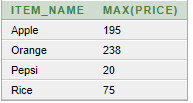 ITEM_NAME MAX(PRICE)
Apple 195
Orange 238
Pepsi 20
Rice 75